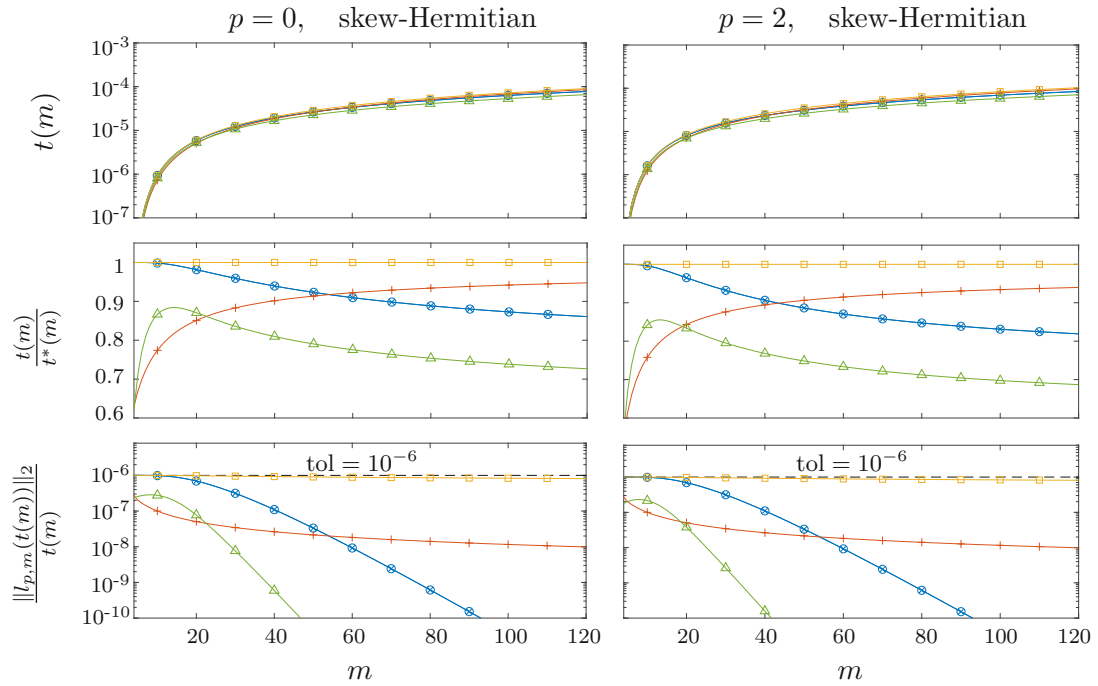 p = 0, skew-Hermitian
p = 2, skew-Hermitian
t(m)
10^-3
10^-4
10^-5
10^-6
10^-7
t(m)
t*(m)
1
0.9
0.8
0.7
0.6
||l_{p,m}(t(m))||_2
t(m)
10^-6
10^-7
10^-8
10^-9
10^-10
tol = 10^-6
tol = 10^-6
20 40 60 80 100 120
20 40 60 80 100 120
m
m